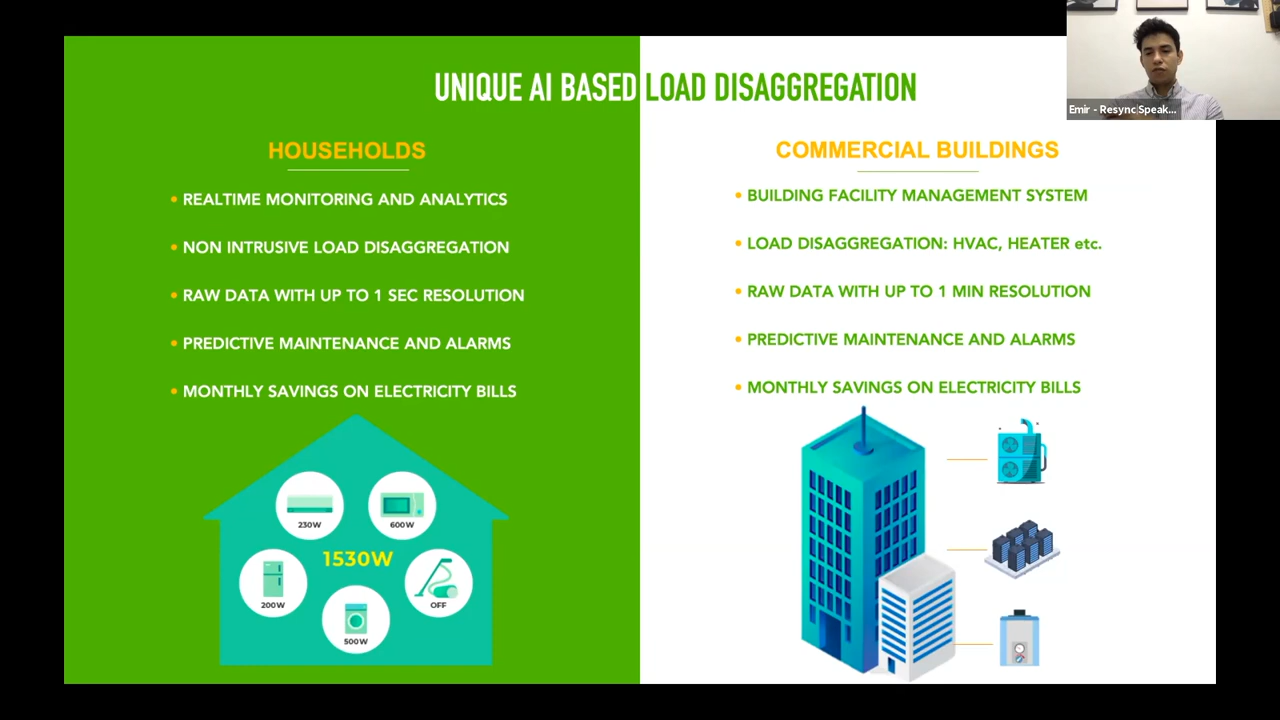 UNIQUE AI BASED LOAD DISAGGREGATION
Emir - Resync Speak...
HOUSEHOLDS
• REALTIME MONITORING AND ANALYTICS
• NON INTRUSIVE LOAD DISAGGREGATION
• RAW DATA WITH UP TO 1 SEC RESOLUTION
• PREDICTIVE MAINTENANCE AND ALARMS
• MONTHLY SAVINGS ON ELECTRICITY BILLS
230W
600W
1530W
200W
OFF
500W
COMMERCIAL BUILDINGS
• BUILDING FACILITY MANAGEMENT SYSTEM
• LOAD DISAGGREGATION: HVAC, HEATER etc.
• RAW DATA WITH UP TO 1 MIN RESOLUTION
• PREDICTIVE MAINTENANCE AND ALARMS
• MONTHLY SAVINGS ON ELECTRICITY BILLS